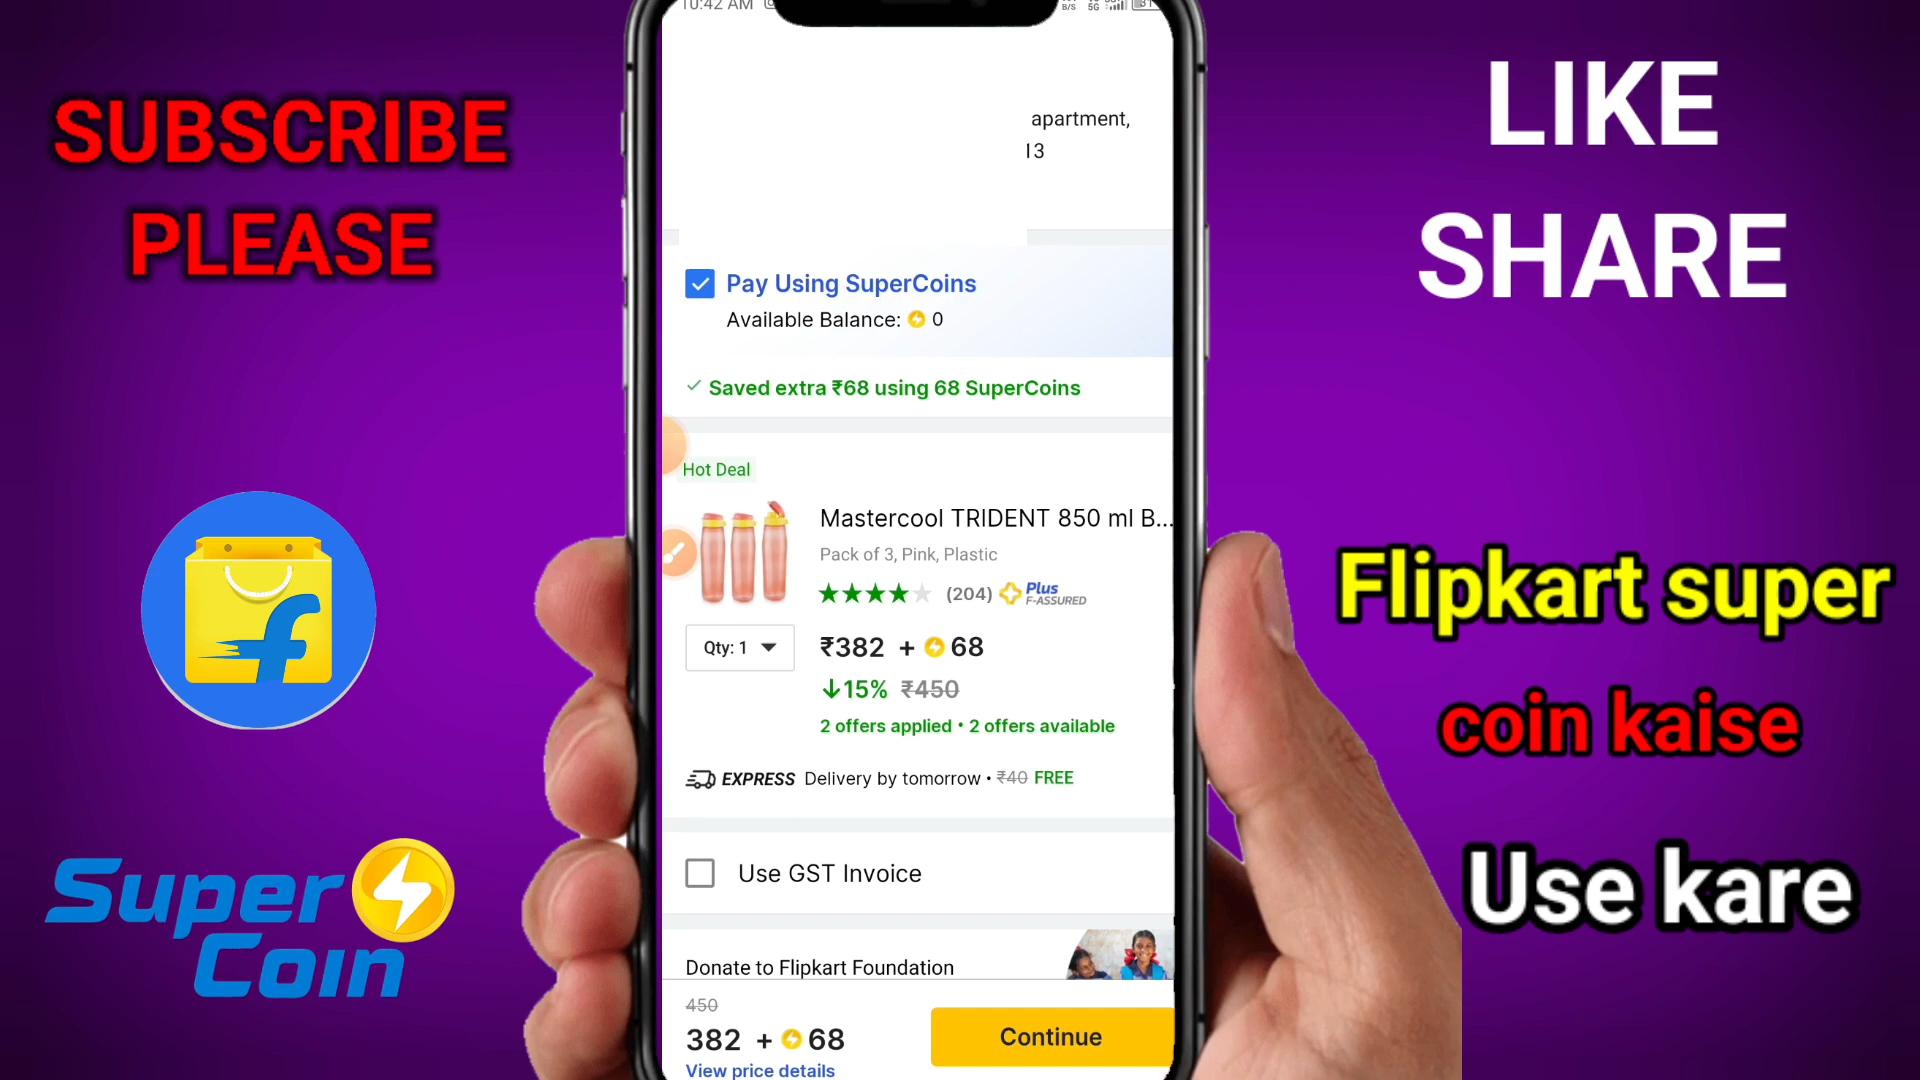 SUBSCRIBE
PLEASE
Super
Coin
10:42 AM
B/S 5G 31
apartment,
13
Pay Using SuperCoins
Available Balance: 0
Saved extra ₹68 using 68 SuperCoins
Hot Deal
Mastercool TRIDENT 850 ml B...
Pack of 3, Pink, Plastic
(204) Plus
F-ASSURED
Qty: 1
₹382 + 68
15% ₹450
2 offers applied • 2 offers available
EXPRESS Delivery by tomorrow • ₹40 FREE
Use GST Invoice
Donate to Flipkart Foundation
450
382 + 68
View price details
Continue
LIKE
SHARE
Flipkart super
coin kaise
Use kare